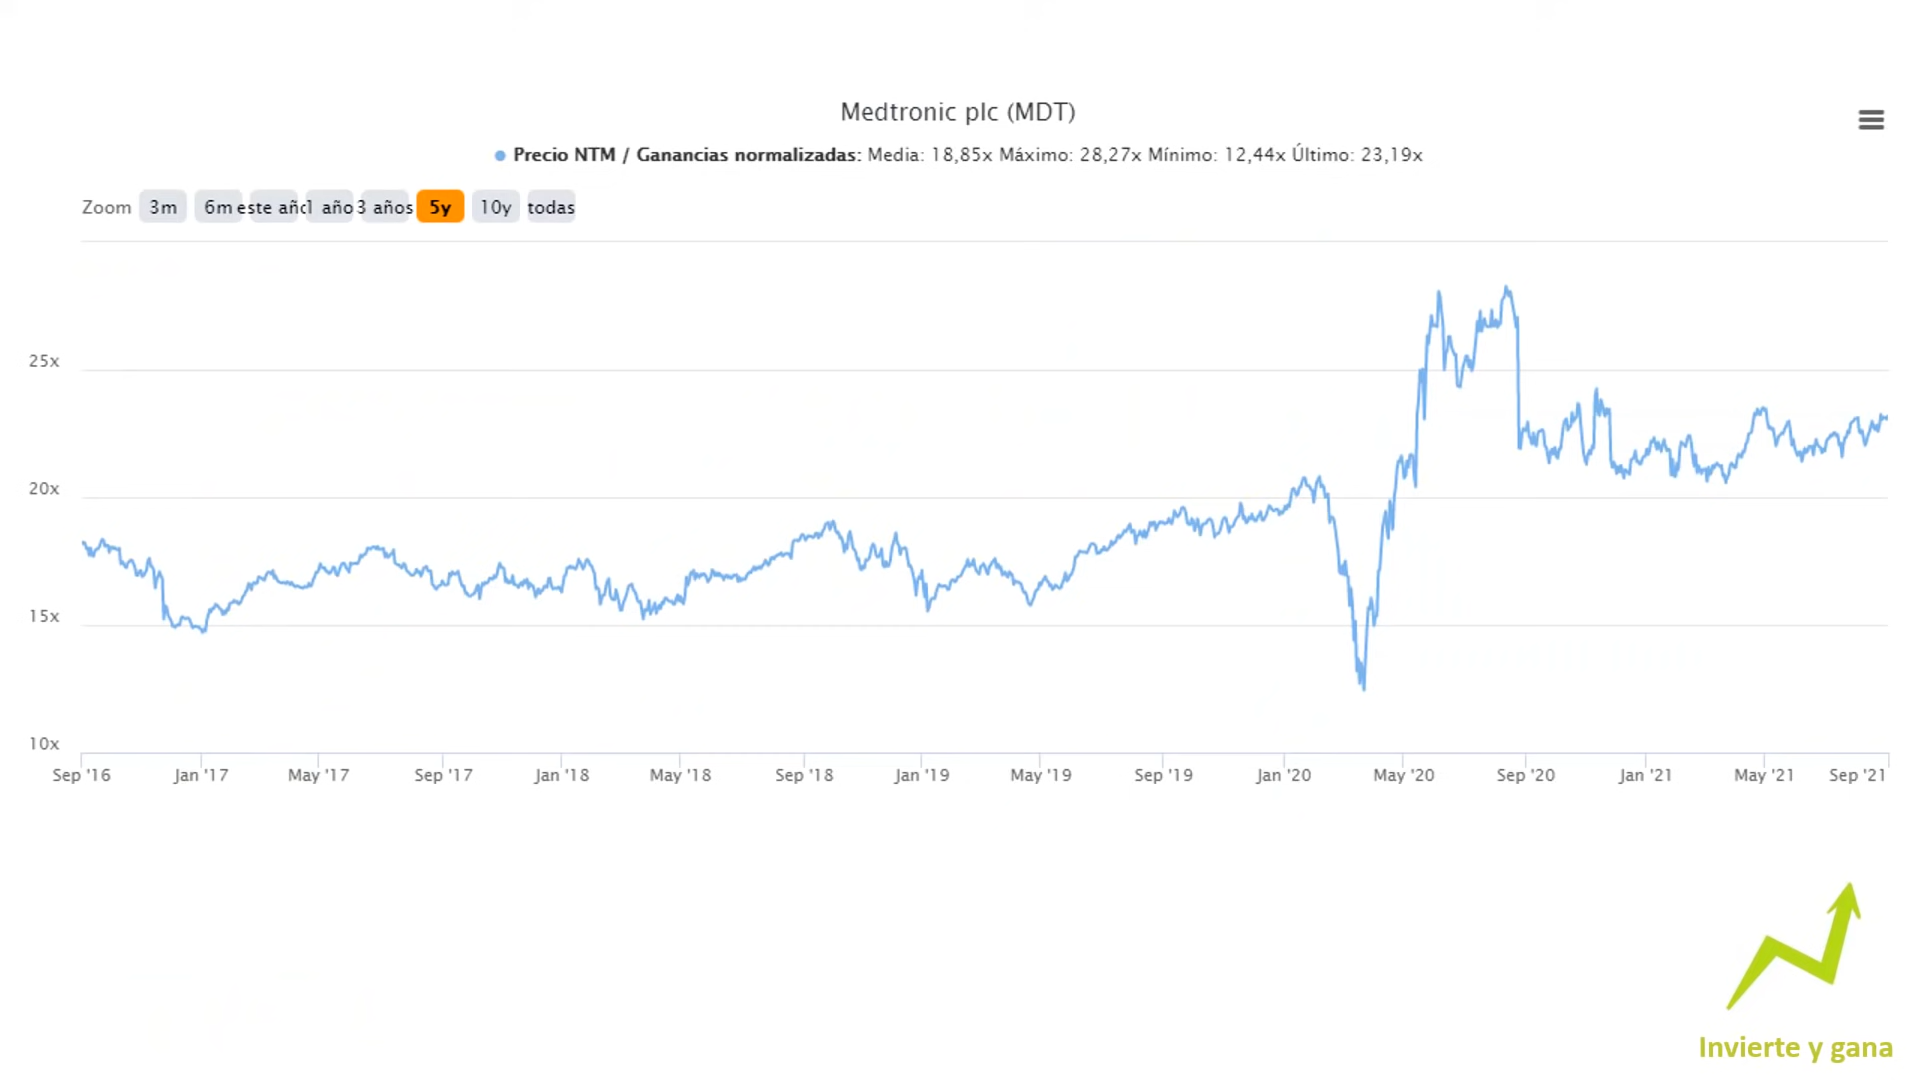 Medtronic plc (MDT)
Precio NTM / Ganancias normalizadas: Media: 18,85x Máximo: 28,27x Mínimo: 12,44x Último: 23,19x
Zoom 3m 6m este añc 1 año 3 años 5y 10y todas
25x
20x
15x
10x
Sep '16 Jan '17 May '17 Sep '17 Jan '18 May '18 Sep '18 Jan '19 May '19 Sep '19 Jan '20 May '20 Sep '20 Jan '21 May '21 Sep '21
Invierte y gana